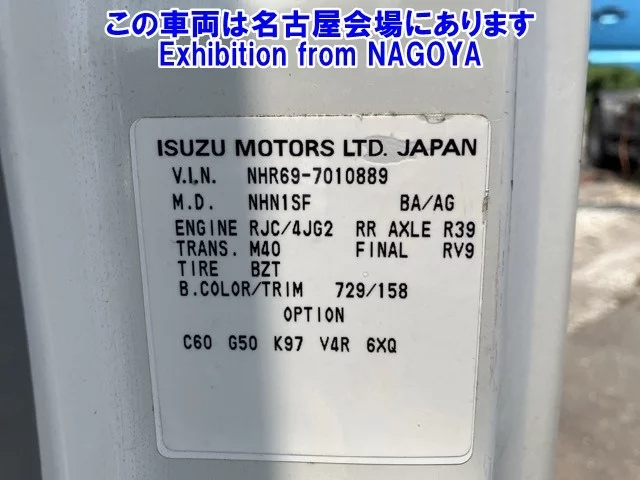 この車両は名古屋会場にあります
Exhibition from NAGOYA
ISUZU MOTORS LTD. JAPAN
V.I.N. NHR69-7010889
M.D. NHN1SF BA/AG
ENGINE RJC/4JG2 RR AXLE R39
TRANS. M40 FINAL RV9
TIRE BZT
B.COLOR/TRIM 729/158
OPTION
C60 G50 K97 V4R 6XQ